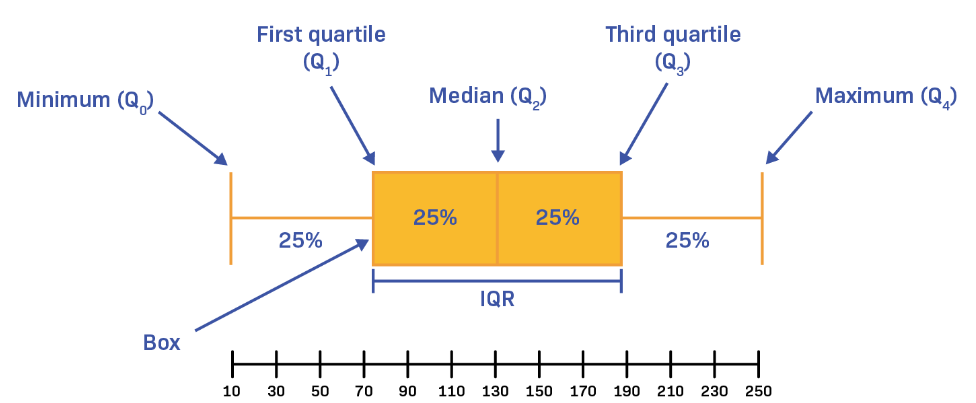 First quartile
(Q₁)
Third quartile
(Q₃)
Minimum (Q₀)
Median (Q₂)
Maximum (Q₄)
25%
25%
25%
25%
IQR
Box
10 30 50 70 90 110 130 150 170 190 210 230 250